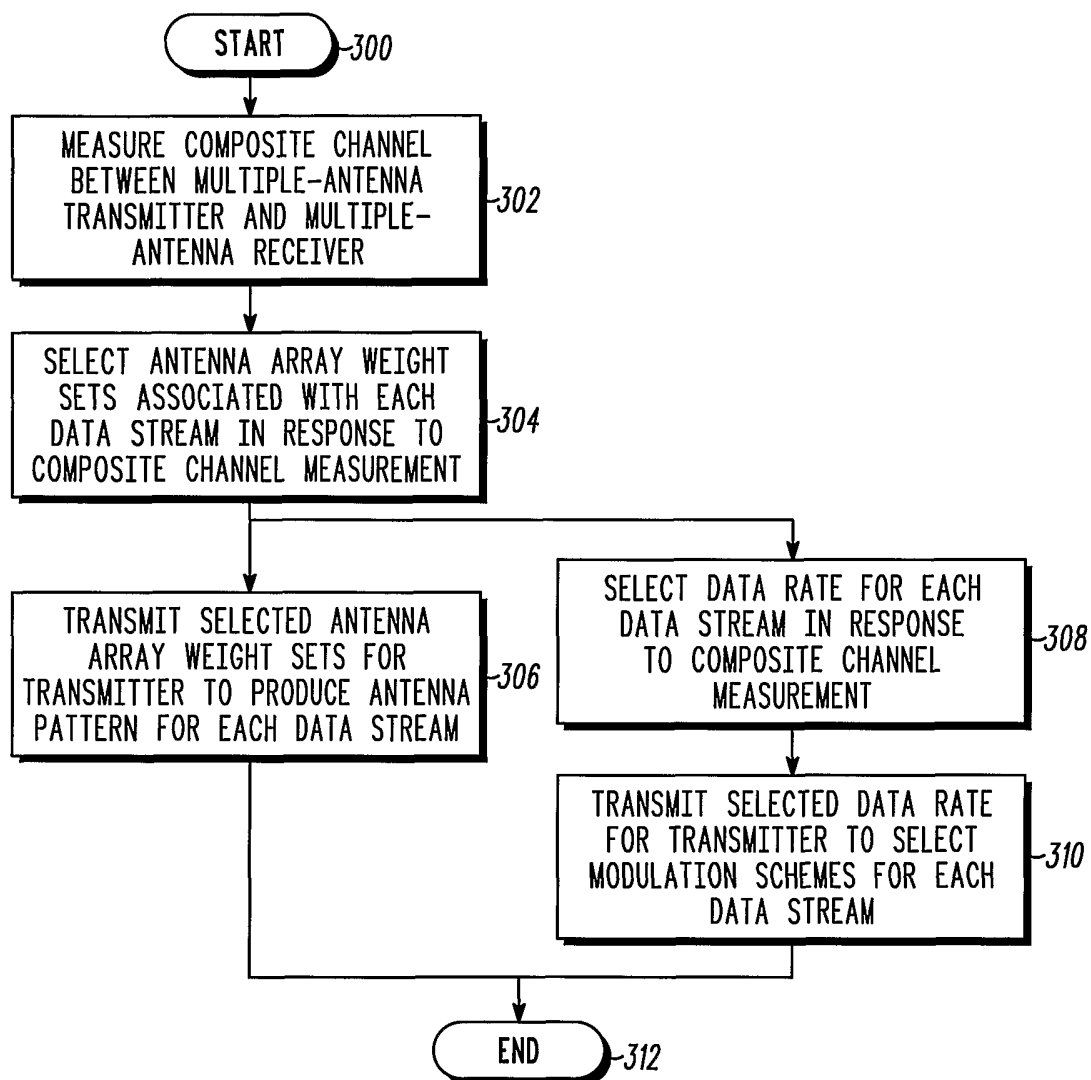 START
300
MEASURE COMPOSITE CHANNEL
BETWEEN MULTIPLE-ANTENNA
TRANSMITTER AND MULTIPLE-
ANTENNA RECEIVER
302
SELECT ANTENNA ARRAY WEIGHT
SETS ASSOCIATED WITH EACH
DATA STREAM IN RESPONSE TO
COMPOSITE CHANNEL MEASUREMENT
304
TRANSMIT SELECTED ANTENNA
ARRAY WEIGHT SETS FOR
TRANSMITTER TO PRODUCE ANTENNA
PATTERN FOR EACH DATA STREAM
306
SELECT DATA RATE FOR EACH
DATA STREAM IN RESPONSE
TO COMPOSITE CHANNEL
MEASUREMENT
308
TRANSMIT SELECTED DATA RATE
FOR TRANSMITTER TO SELECT
MODULATION SCHEMES FOR EACH
DATA STREAM
310
END
312